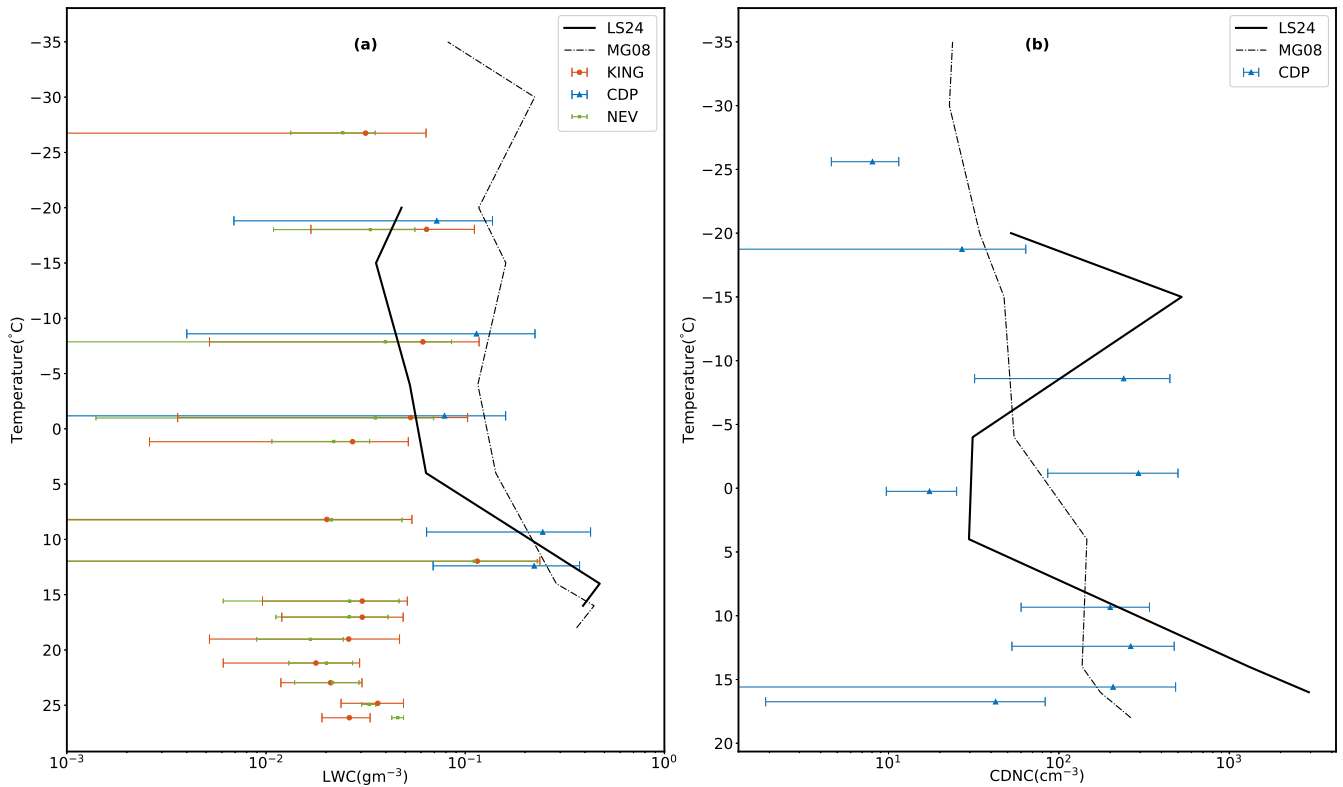 (a)
LS24
MG08
KING
CDP
NEV
−35
−30
−25
−20
−15
−10
−5
0
5
10
15
20
25
Temperature(°C)
10⁻³
10⁻²
10⁻¹
10⁰
LWC(gm⁻³)
(b)
LS24
MG08
CDP
−35
−30
−25
−20
−15
−10
−5
0
5
10
15
20
Temperature(°C)
10¹
10²
10³
CDNC(cm⁻³)